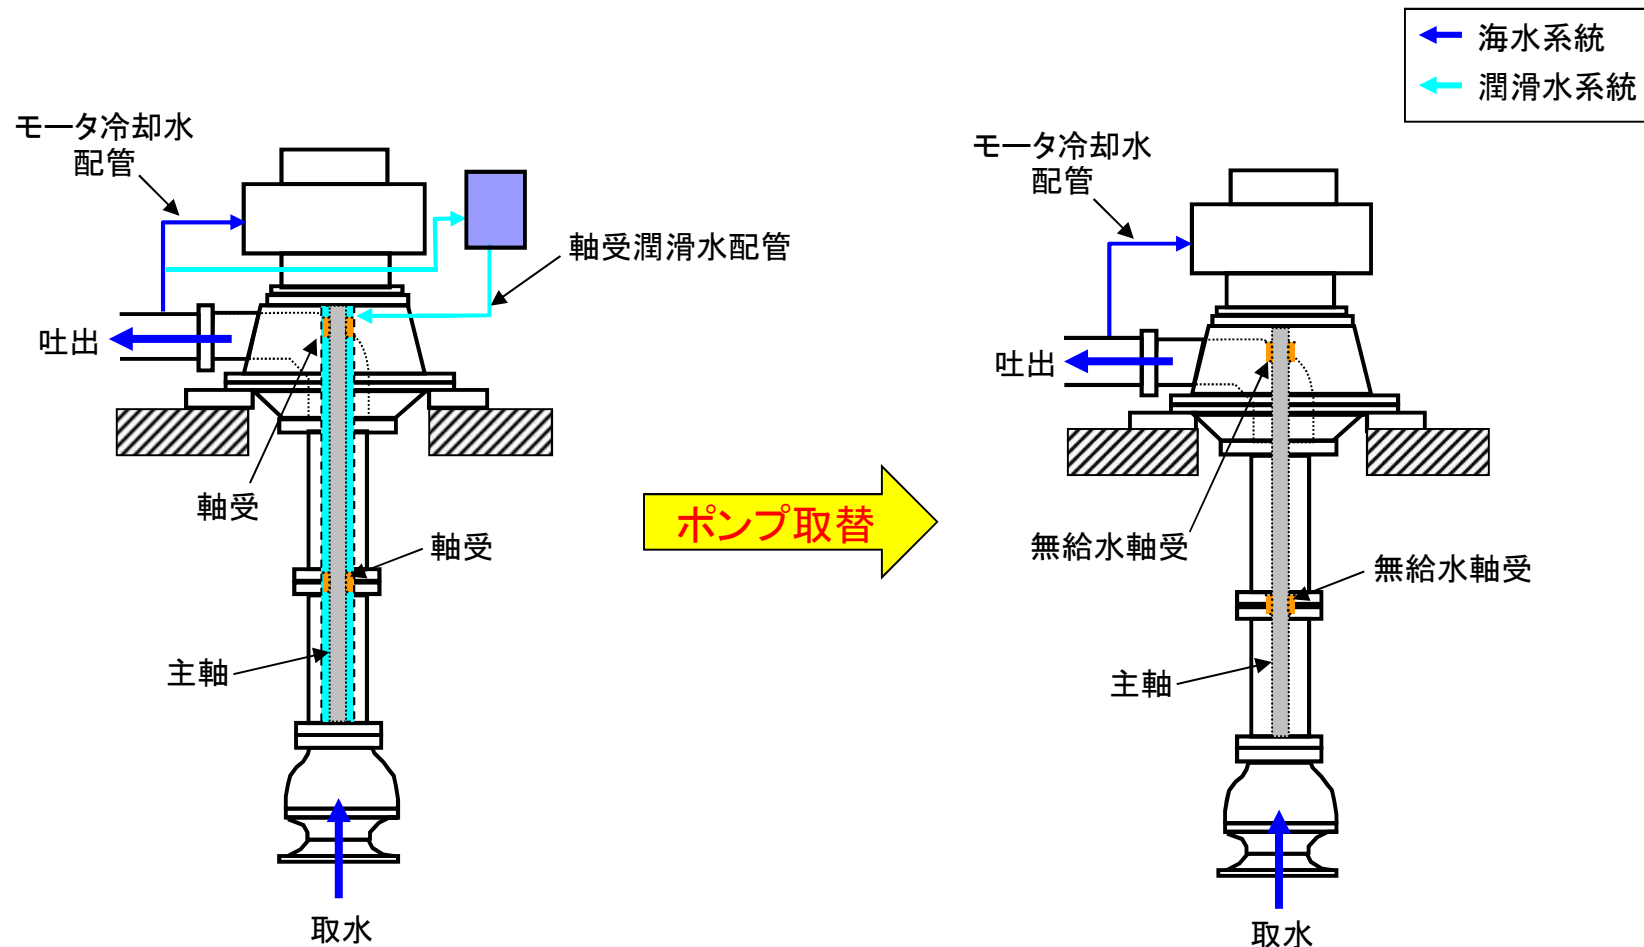 海水系統
潤滑水系統
モータ冷却水
配管
軸受潤滑水配管
吐出
軸受
軸受
主軸
取水
ポンプ取替
モータ冷却水
配管
吐出
無給水軸受
無給水軸受
主軸
取水